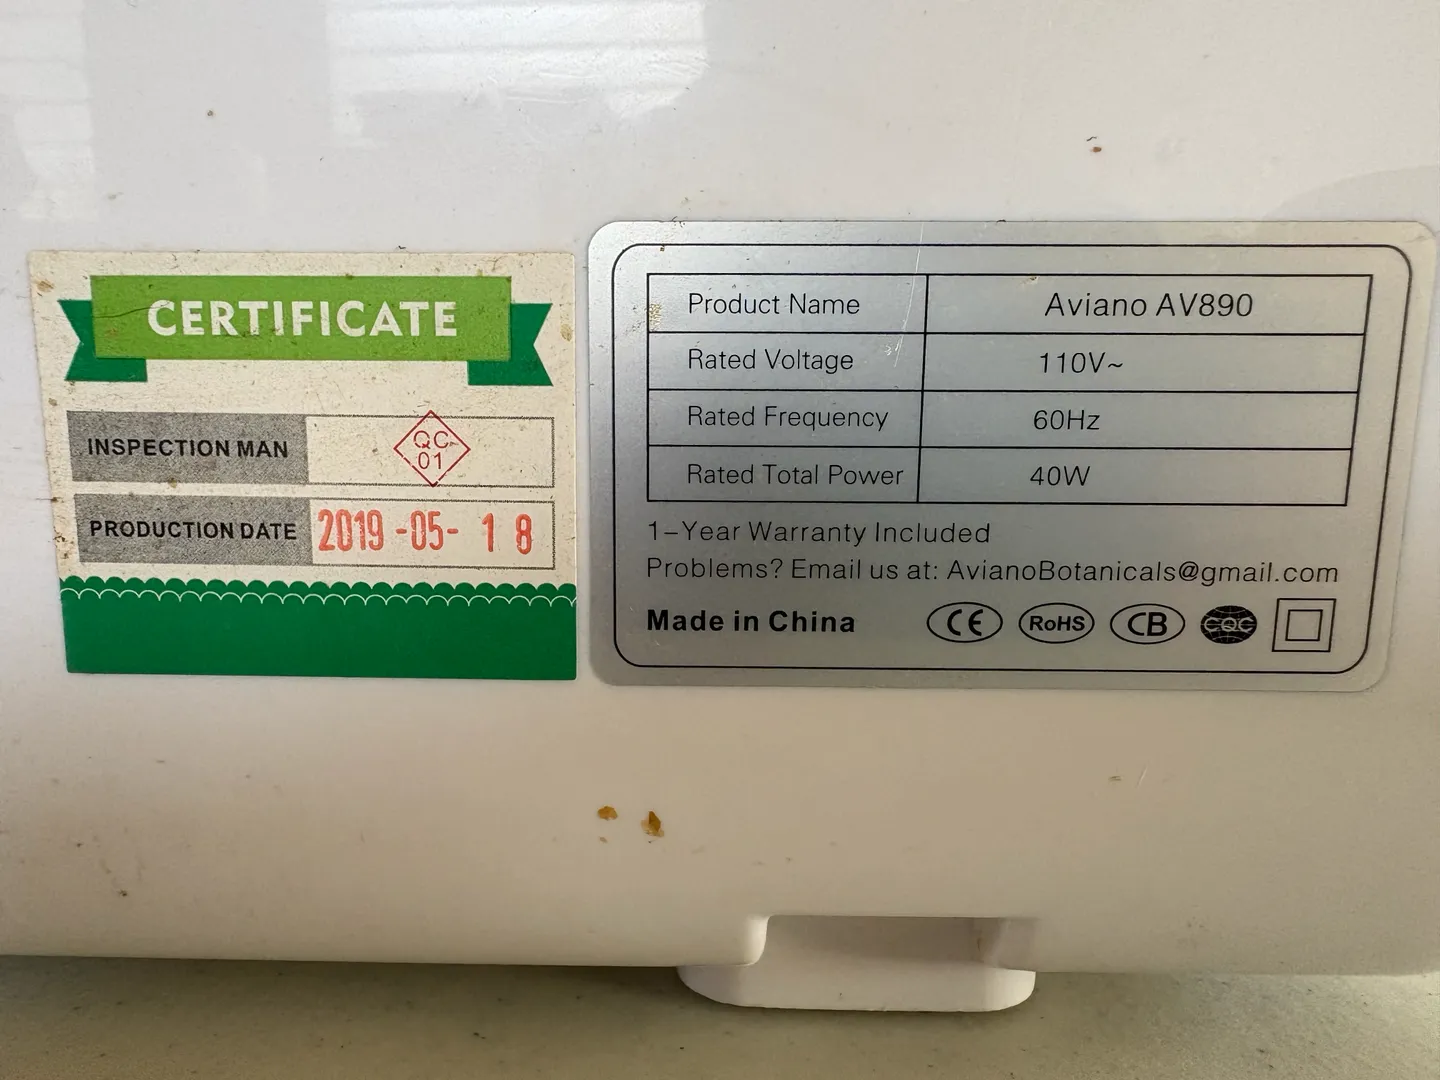 CERTIFICATE
INSPECTION MAN QC 01
PRODUCTION DATE 2019-05-18
Product Name Aviano AV890
Rated Voltage 110V~
Rated Frequency 60Hz
Rated Total Power 40W
1-Year Warranty Included
Problems? Email us at: AvianoBotanicals@gmail.com
Made in China CE RoHS CB CQC